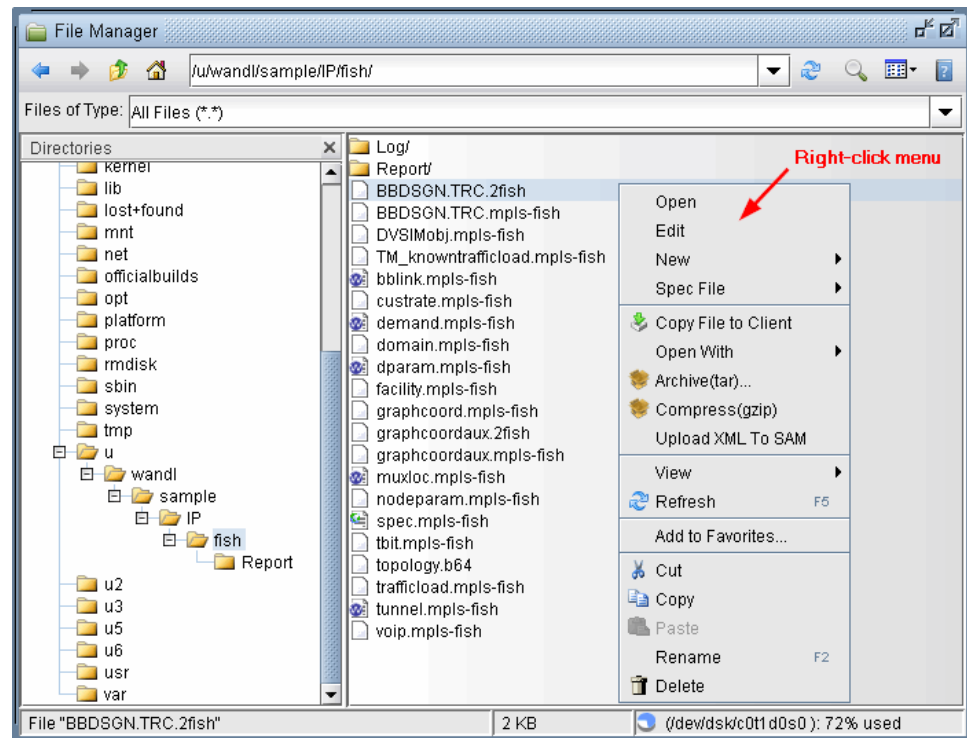 File Manager
/u/wandl/sample/IP/fish/
Files of Type: All Files (*.*)
Directories
kernel
lib
lost+found
mnt
net
officialbuilds
opt
platform
proc
rmdisk
sbin
system
tmp
u
wandl
sample
IP
fish
Report
u2
u3
u5
u6
usr
var
Log/
Report/
BBDSGN.TRC.2fish
BBDSGN.TRC.mpls-fish
DVSIMobj.mpls-fish
TM_knowntrafficload.mpls-fish
bblink.mpls-fish
custrate.mpls-fish
demand.mpls-fish
domain.mpls-fish
dparam.mpls-fish
facility.mpls-fish
graphcoord.mpls-fish
graphcoordaux.2fish
graphcoordaux.mpls-fish
muxloc.mpls-fish
nodeparam.mpls-fish
spec.mpls-fish
tbit.mpls-fish
topology.b64
trafficload.mpls-fish
tunnel.mpls-fish
voip.mpls-fish
Right-click menu
Open
Edit
New
Spec File
Copy File to Client
Open With
Archive(tar)...
Compress(gzip)
Upload XML To SAM
View
Refresh F5
Add to Favorites...
Cut
Copy
Paste
Rename F2
Delete
File "BBDSGN.TRC.2fish"
2 KB
(/dev/dsk/c0t1d0s0 ): 72% used